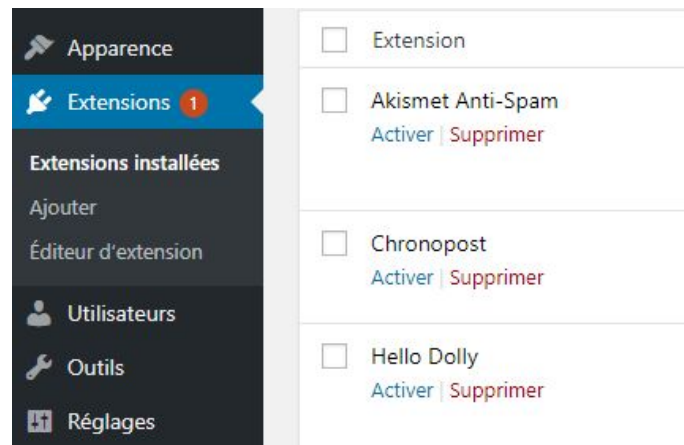 Apparence
Extensions 1
Extensions installées
Ajouter
Éditeur d'extension
Utilisateurs
Outils
Réglages
Extension
Akismet Anti-Spam
Activer | Supprimer
Chronopost
Activer | Supprimer
Hello Dolly
Activer | Supprimer